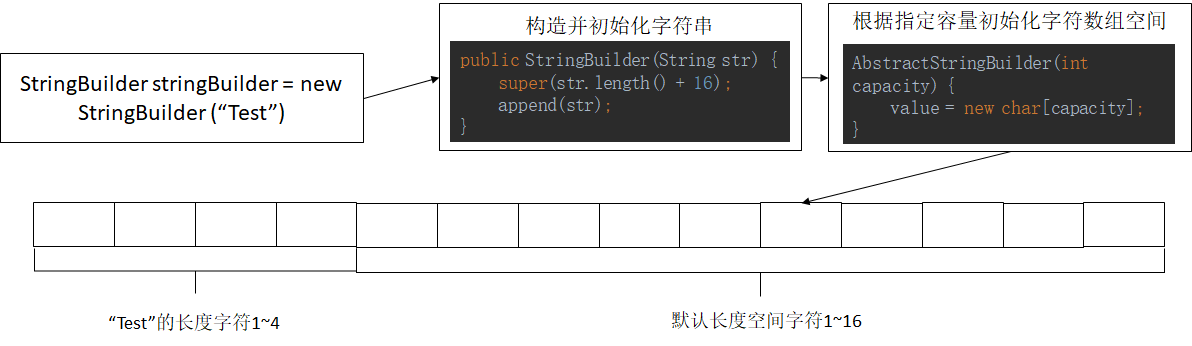 StringBuilder stringBuilder = new
StringBuilder (“Test”)
构造并初始化字符串
public StringBuilder(String str) {
super(str.length() + 16);
append(str);
}
根据指定容量初始化字符数组空间
AbstractStringBuilder(int
capacity) {
value = new char[capacity];
}
“Test”的长度字符1~4
默认长度空间字符1~16